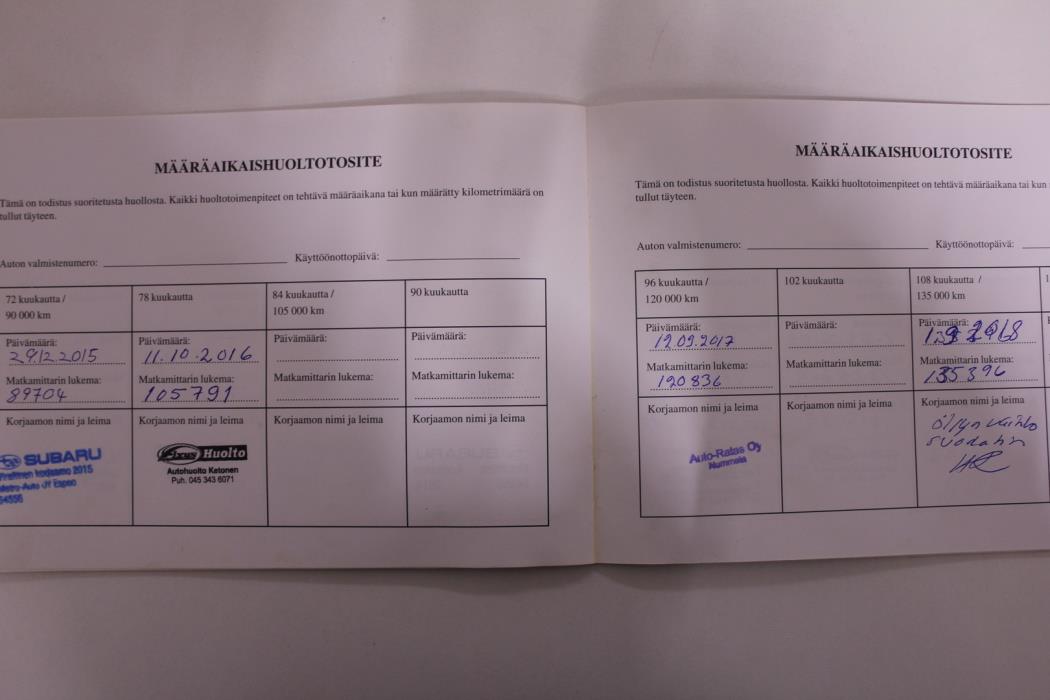 MÄÄRÄAIKAISHUOLTOTOSITE
Tämä on todistus suoritetusta huollosta. Kaikki huoltotoimenpiteet on tehtävä määräaikana tai kun määrätty kilometrimäärä on
tullut täyteen.
Auton valmistenumero: Käyttöönottopäivä:
72 kuukautta /
90 000 km
78 kuukautta
84 kuukautta /
105 000 km
90 kuukautta
Päivämäärä:
29.12.2015
Päivämäärä:
11.10.2016
Päivämäärä:
Päivämäärä:
Matkamittarin lukema:
89704
Matkamittarin lukema:
105791
Matkamittarin lukema:
Matkamittarin lukema:
Korjaamon nimi ja leima
SUBARU
2015
Espoo
Korjaamon nimi ja leima
Huolto
Autohuolto Ketonen
Puh. 045 343 6071
Korjaamon nimi ja leima
Korjaamon nimi ja leima
MÄÄRÄAIKAISHUOLTOTOSITE
Tämä on todistus suoritetusta huollosta. Kaikki huoltotoimenpiteet on tehtävä määräaikana tai kun
tullut täyteen.
Auton valmistenumero: Käyttöönottopäivä:
96 kuukautta /
120 000 km
102 kuukautta
108 kuukautta /
135 000 km
Päivämäärä:
Päivämäärä:
Päivämäärä:
Matkamittarin lukema:
120836
Matkamittarin lukema:
Matkamittarin lukema:
135396
Korjaamon nimi ja leima
Auto-Ratas Oy
Nummela
Korjaamon nimi ja leima
Korjaamon nimi ja leima
öljyn vaihto
suodatin